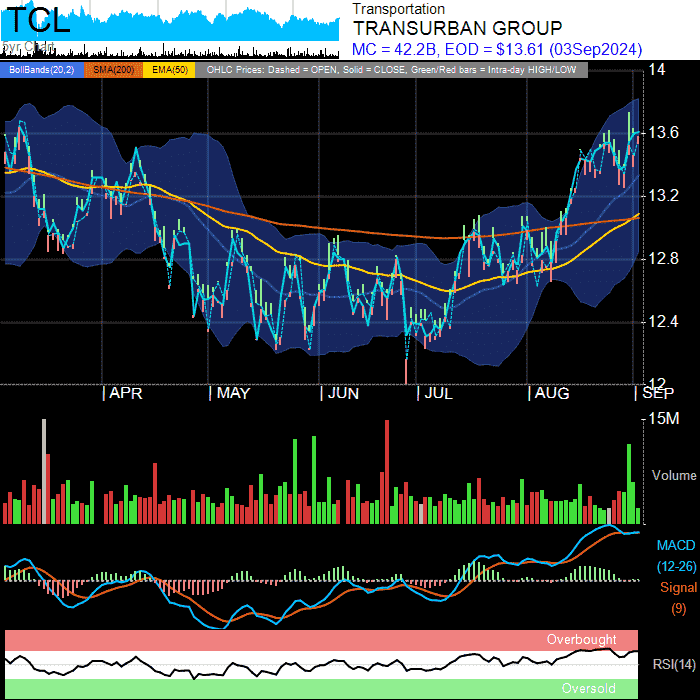 TCL
5yr Chart
Transportation
TRANSURBAN GROUP
MC = 42.2B, EOD = $13.61 (03Sep2024)
BollBands(20,2) SMA(200) EMA(50) OHLC Prices: Dashed = OPEN, Solid = CLOSE, Green/Red bars = Intra-day HIGH/LOW
14
13.6
13.2
12.8
12.4
12
APR MAY JUN JUL AUG SEP
15M
Volume
MACD
(12-26)
Signal
(9)
Overbought
RSI(14)
Oversold